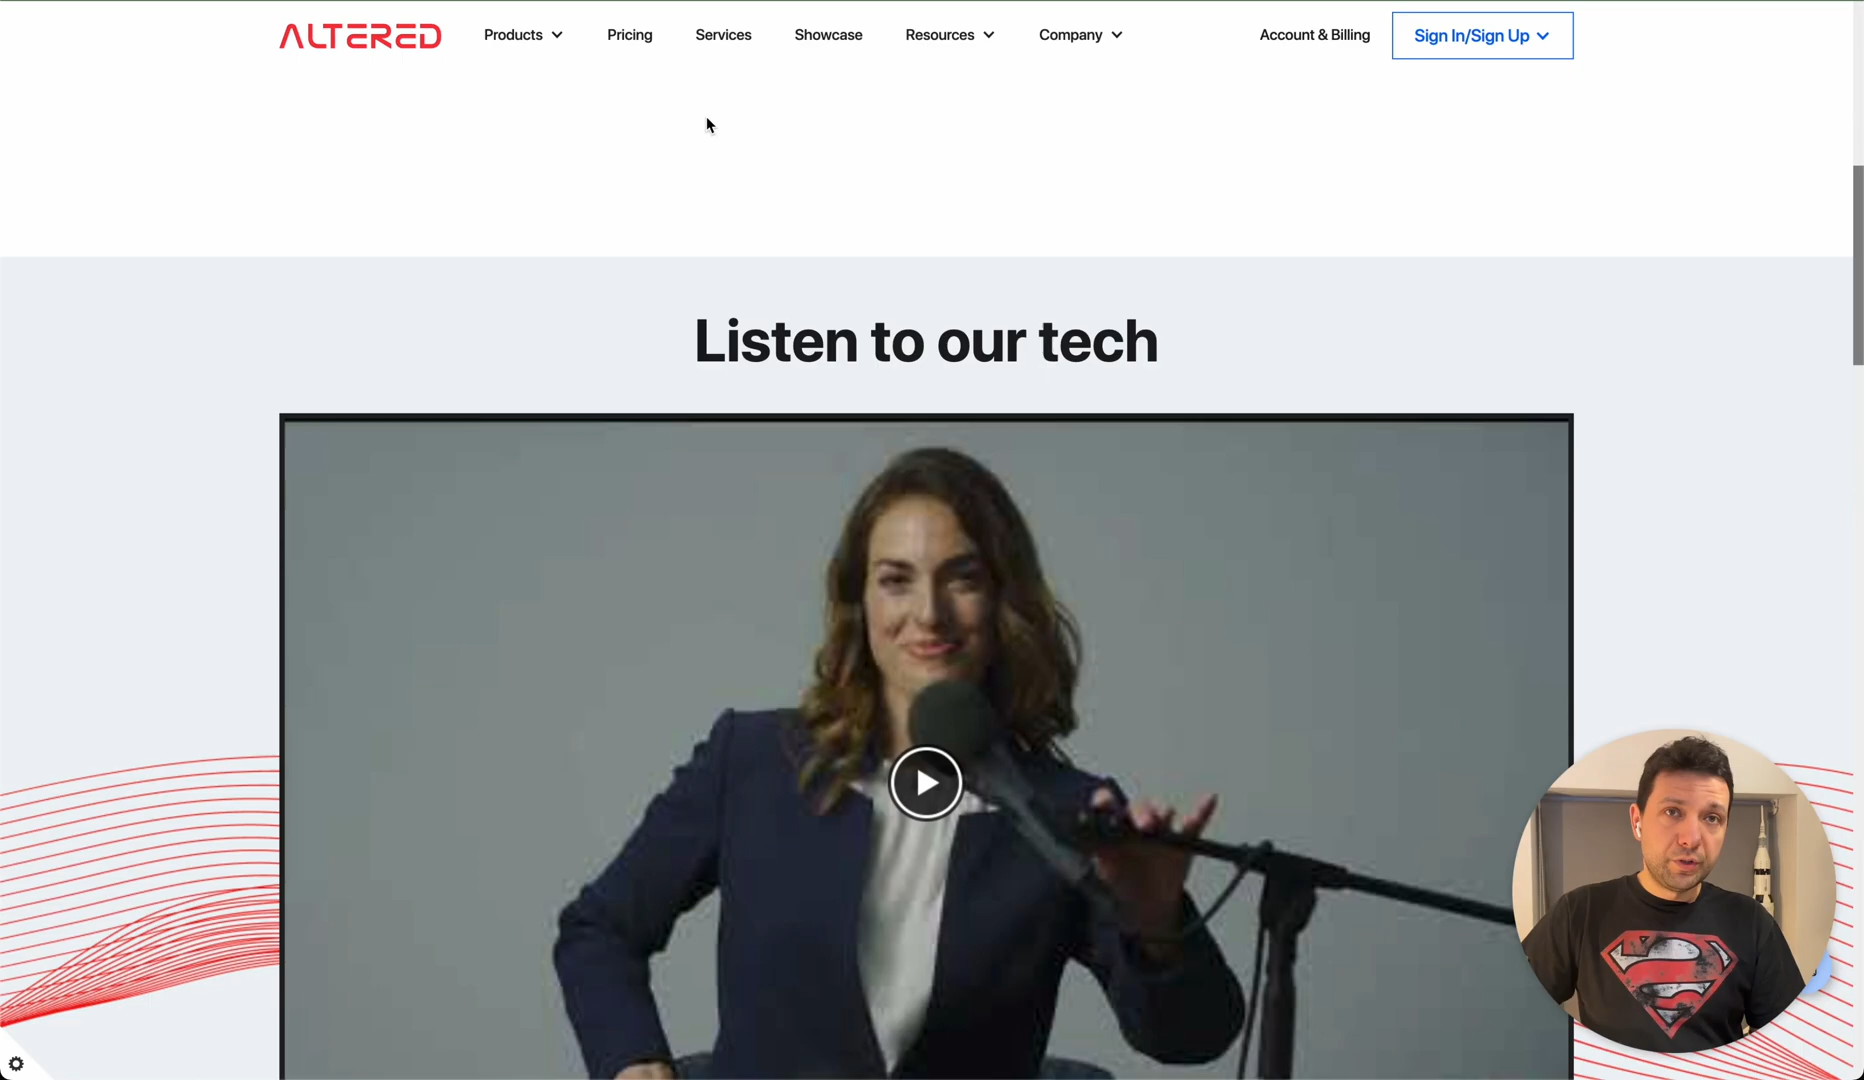 ALTERED
Products
Pricing
Services
Showcase
Resources
Company
Account & Billing
Sign In/Sign Up
Listen to our tech